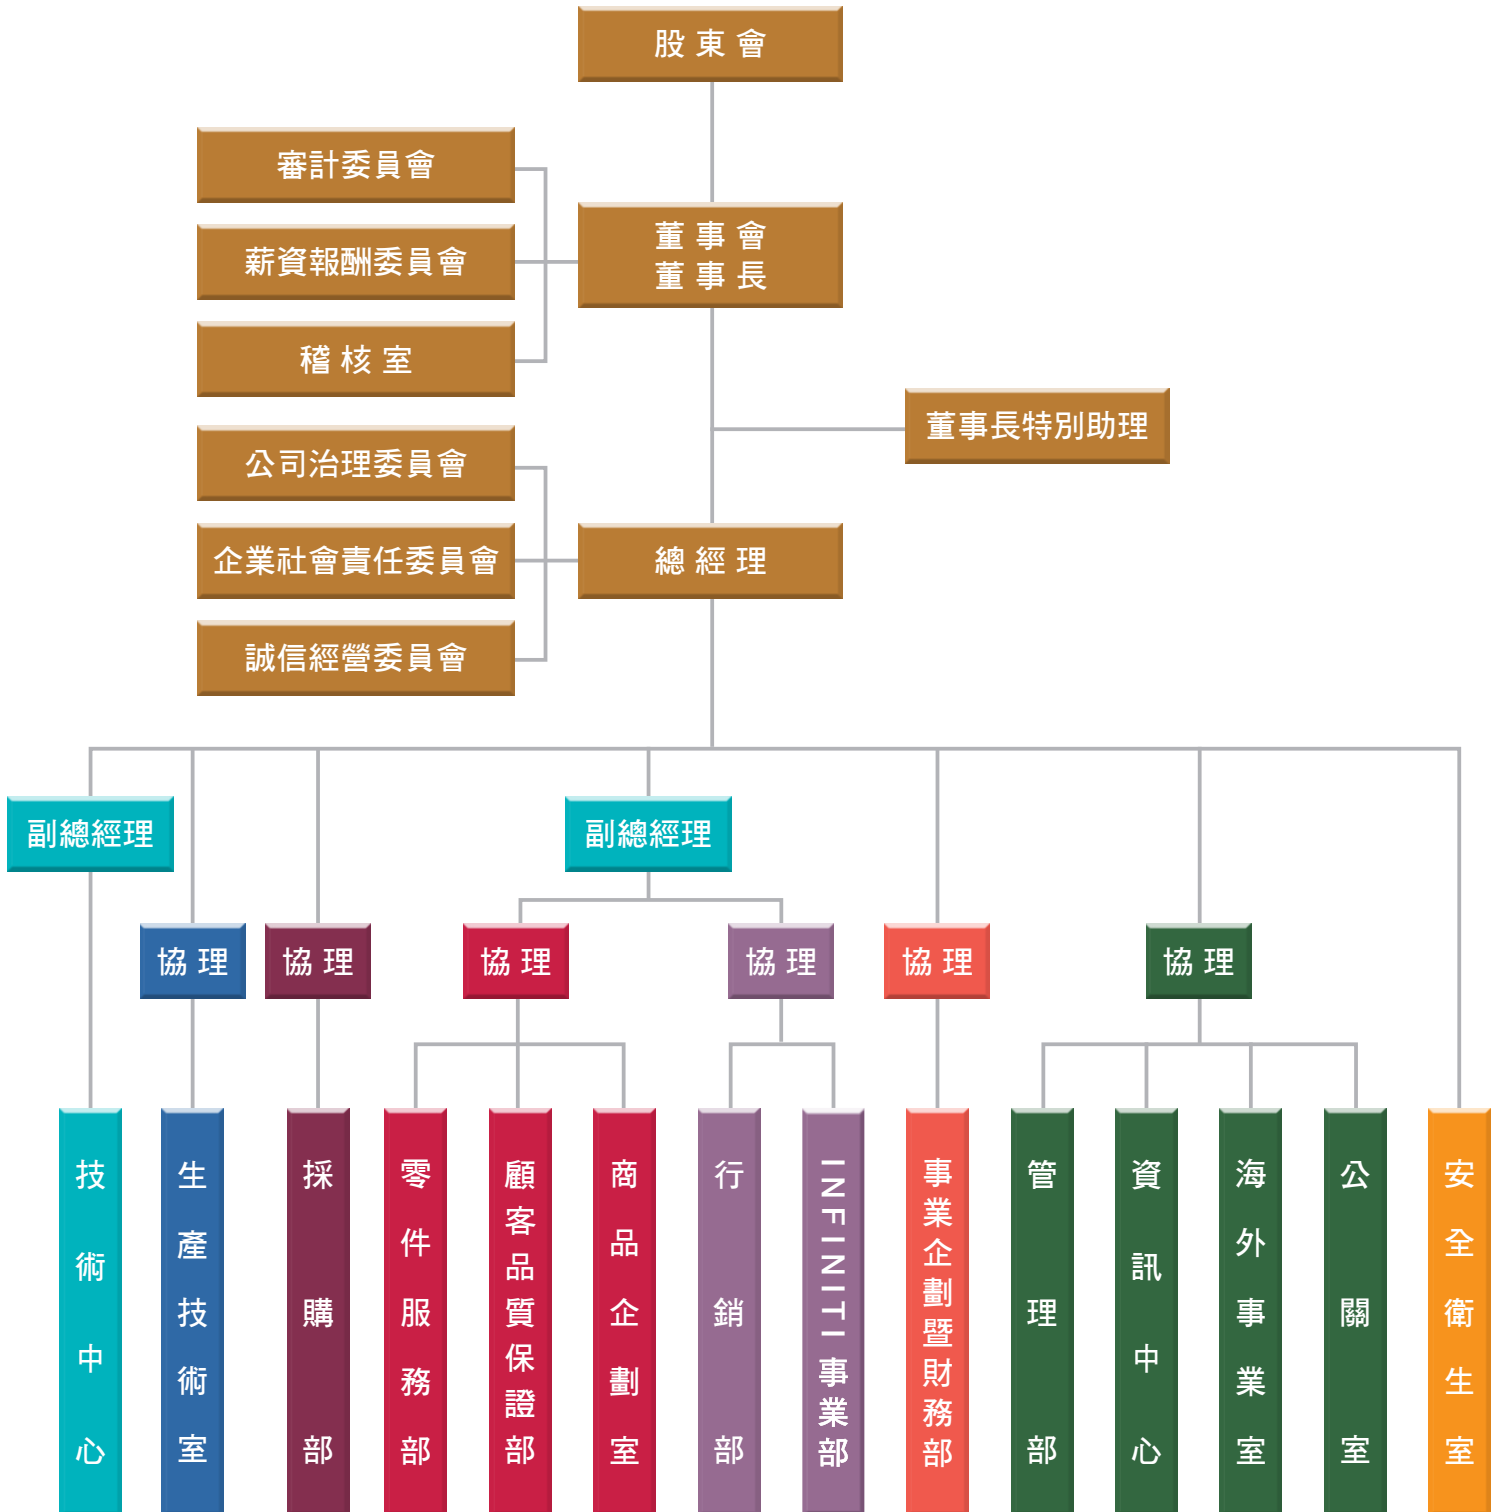 股東會
審計委員會
董事會
董事長
薪資報酬委員會
稽核室
董事長特別助理
公司治理委員會
企業社會責任委員會
總經理
誠信經營委員會
副總經理
副總經理
協理
協理
協理
協理
協理
協理
技術中心
生產技術室
採購部
零件服務部
顧客品質保證部
商品企劃室
行銷部
INFINITI事業部
事業企劃暨財務部
管理部
資訊中心
海外事業室
公關室
安全衛生室